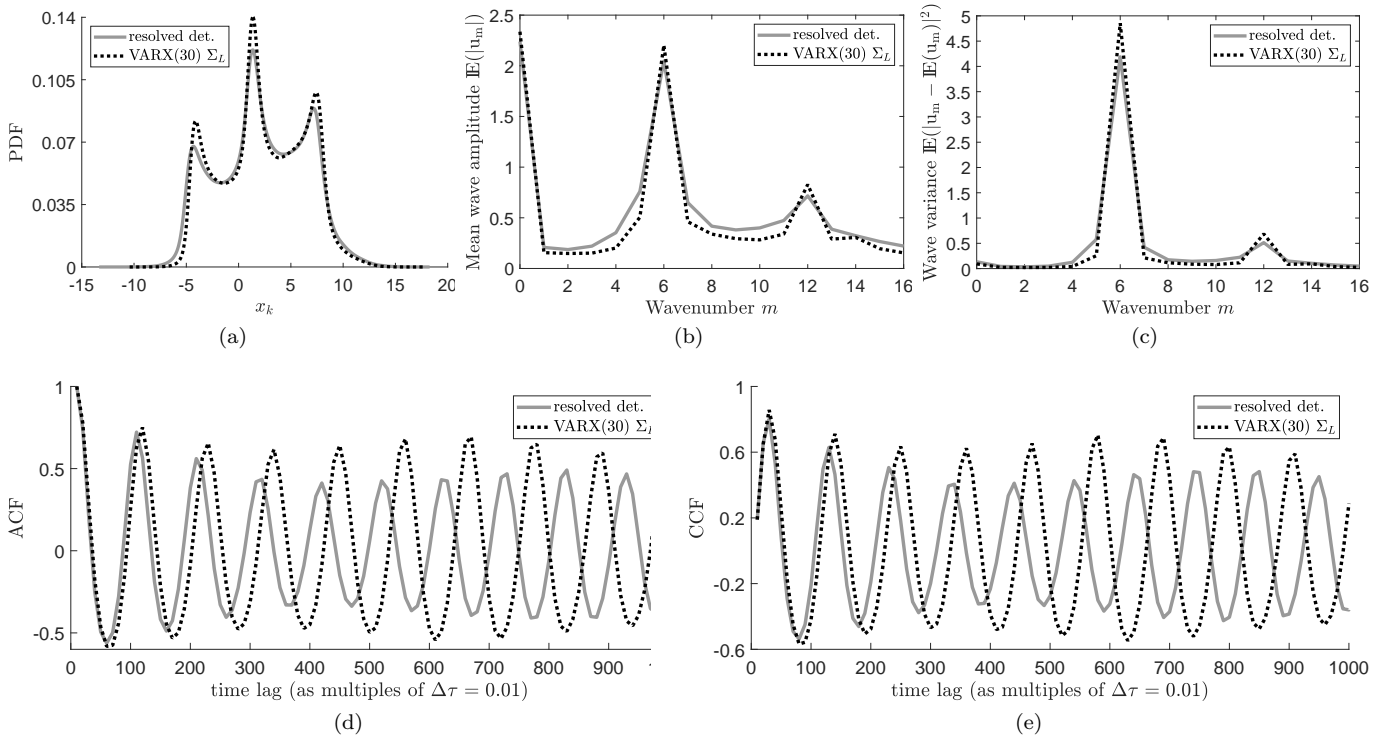 0.14
0.105
0.07
0.035
0
PDF
resolved det.
VARX(30) Σ_L
-15 -10 -5 0 5 10 15 20
x_k
(a)
2.5
2
1.5
1
0.5
0
Mean wave amplitude 𝔼(|u_m|)
resolved det.
VARX(30) Σ_L
0 2 4 6 8 10 12 14 16
Wavenumber m
(b)
5
4.5
4
3.5
3
2.5
2
1.5
1
0.5
0
Wave variance 𝔼(|u_m − 𝔼(u_m)|²)
resolved det.
VARX(30) Σ_L
0 2 4 6 8 10 12 14 16
Wavenumber m
(c)
1
0.5
0
-0.5
ACF
resolved det.
VARX(30) Σ_L
0 100 200 300 400 500 600 700 800 900
time lag (as multiples of Δτ = 0.01)
(d)
1
0.6
0.2
-0.2
-0.6
CCF
resolved det.
VARX(30) Σ_L
0 100 200 300 400 500 600 700 800 900 1000
time lag (as multiples of Δτ = 0.01)
(e)